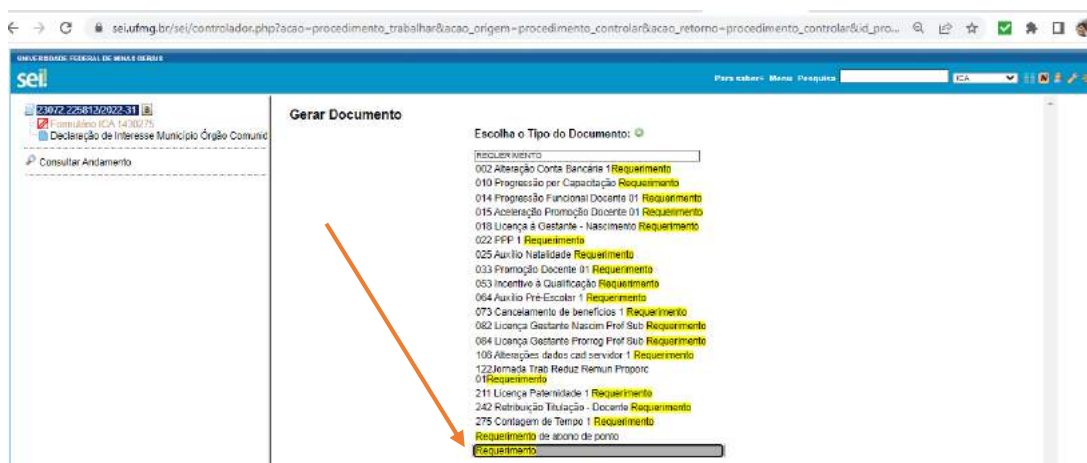 sei.ufmg.br/sei/controlador.php?acao=procedimento_trabalhar&acao_origem=procedimento_controlar&acao_retorno=procedimento_controlar&id_pro...
UNIVERSIDADE FEDERAL DE MINAS GERAIS
sei!
Para saber+ Menu Pesquisa
ICA
23072.225812/2022-31
Formulário ICA 1430275
Declaração de Interesse Município Órgão Comunid
Consultar Andamento
Gerar Documento
Escolha o Tipo do Documento:
REQUERIMENTO
002 Alteração Conta Bancária 1Requerimento
010 Progressão por Capacitação Requerimento
014 Progressão Funcional Docente 01 Requerimento
015 Aceleração Promoção Docente 01 Requerimento
018 Licença à Gestante - Nascimento Requerimento
022 PPP 1 Requerimento
025 Auxílio Natalidade Requerimento
033 Promoção Docente 01 Requerimento
053 Incentivo à Qualificação Requerimento
064 Auxílio Pré-Escolar 1 Requerimento
073 Cancelamento de benefícios 1 Requerimento
082 Licença Gestante Nascim Prof Sub Requerimento
084 Licença Gestante Prorrog Prof Sub Requerimento
106 Alterações dados cad servidor 1 Requerimento
122Jornada Trab Reduz Remun Proporc
01Requerimento
211 Licença Paternidade 1 Requerimento
242 Retribuição Titulação - Docente Requerimento
275 Contagem de Tempo 1 Requerimento
Requerimento de abono de ponto
Requerimento